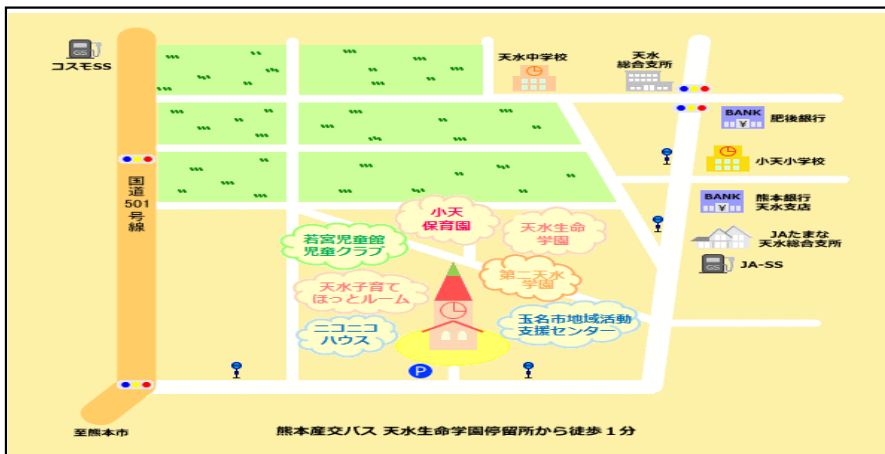 コスモSS
天水中学校
天水
総合支所
BANK
¥
肥後銀行
小天小学校
国道
501
号
線
BANK
¥
熊本銀行
天水支店
小天
保育園
天水生命
学園
若宮児童館
児童クラブ
JAたまな
天水総合支所
JA-SS
第二天水
学園
天水子育て
ほっとルーム
ニコニコ
ハウス
玉名市地域活動
支援センター
P
至熊本市
熊本産交バス 天水生命学園停留所から徒歩1分